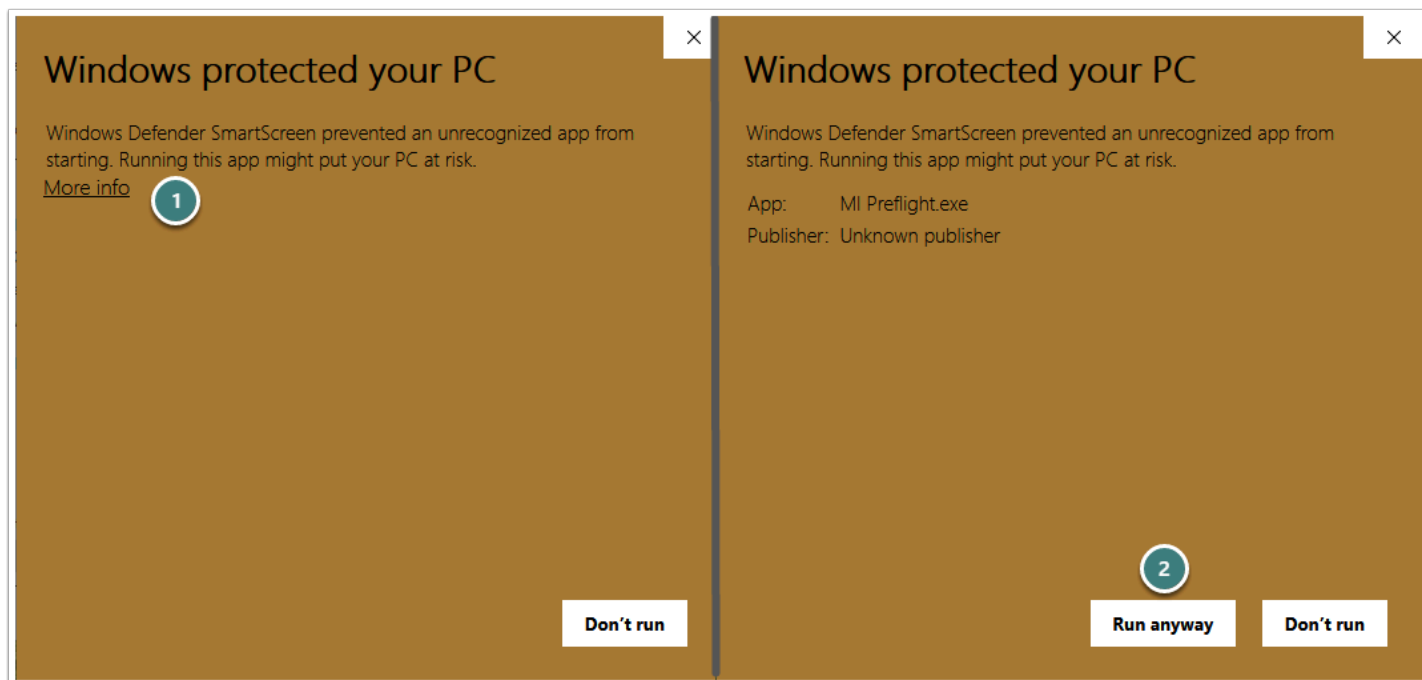 Windows protected your PC
Windows Defender SmartScreen prevented an unrecognized app from
starting. Running this app might put your PC at risk.
More info
1
Don't run
Windows protected your PC
Windows Defender SmartScreen prevented an unrecognized app from
starting. Running this app might put your PC at risk.
App: MI Preflight.exe
Publisher: Unknown publisher
2
Run anyway Don't run